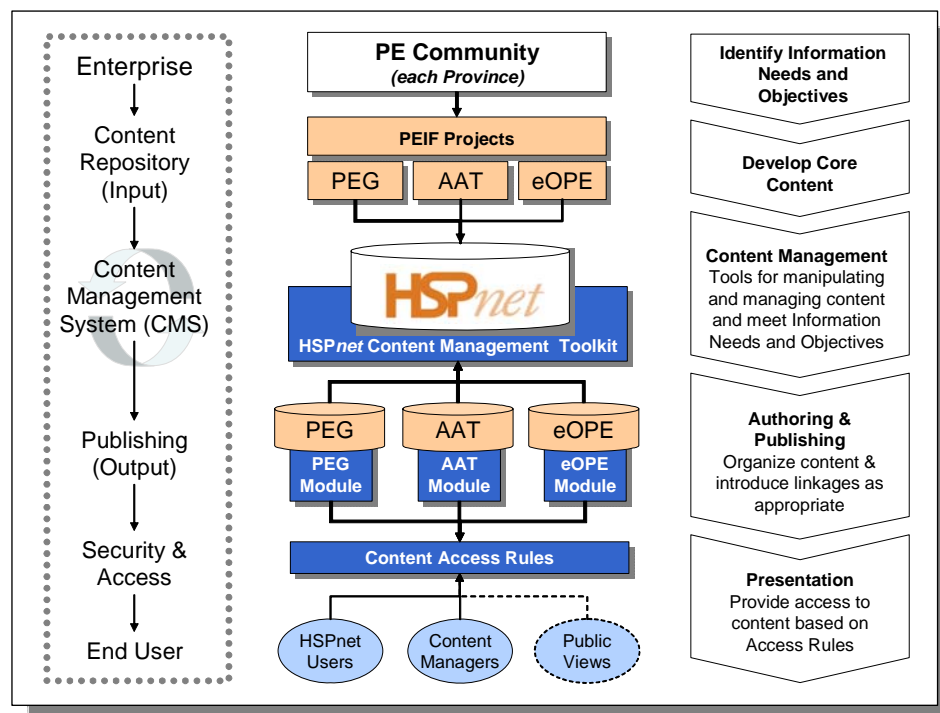 Enterprise
Content
Repository
(Input)
Content
Management
System (CMS)
Publishing
(Output)
Security &
Access
End User
PE Community
(each Province)
PEIF Projects
PEG
AAT
eOPE
HSPnet
HSPnet Content Management Toolkit
PEG
AAT
eOPE
PEG
Module
AAT
Module
eOPE
Module
Content Access Rules
HSPnet
Users
Content
Managers
Public
Views
Identify Information
Needs and
Objectives
Develop Core
Content
Content Management
Tools for manipulating
and managing content
and meet Information
Needs and Objectives
Authoring &
Publishing
Organize content &
introduce linkages as
appropriate
Presentation
Provide access to
content based on
Access Rules